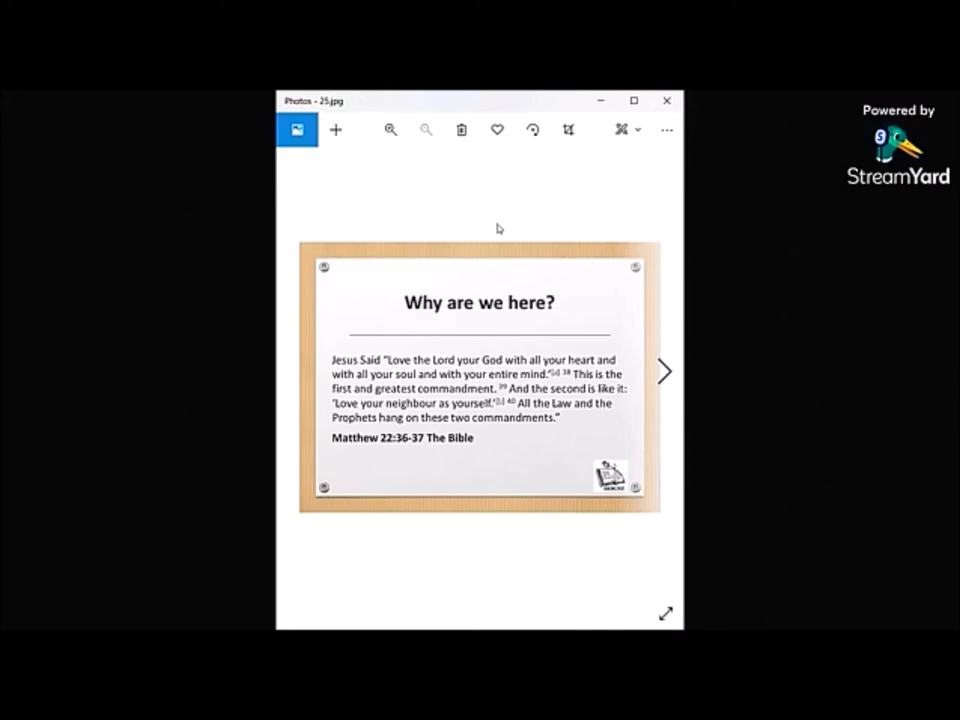 Photos - 25.jpg
Powered by
StreamYard
Why are we here?
Jesus Said “Love the Lord your God with all your heart and
with all your soul and with your entire mind.”[a] 38 This is the
first and greatest commandment. 39 And the second is like it:
‘Love your neighbour as yourself.’[b] 40 All the Law and the
Prophets hang on these two commandments.”
Matthew 22:36-37 The Bible